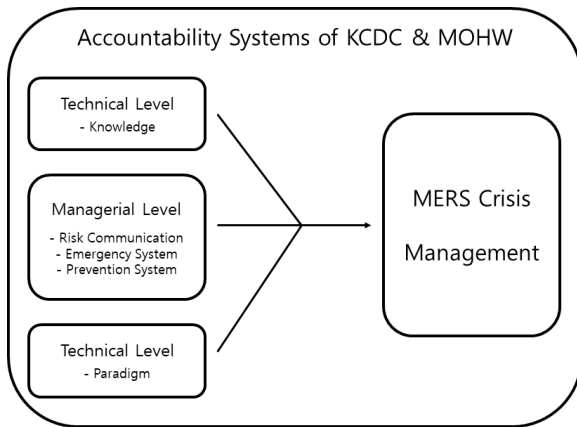 Accountability Systems of KCDC & MOHW
Technical Level
- Knowledge
Managerial Level
- Risk Communication
- Emergency System
- Prevention System
Technical Level
- Paradigm
MERS Crisis
Management